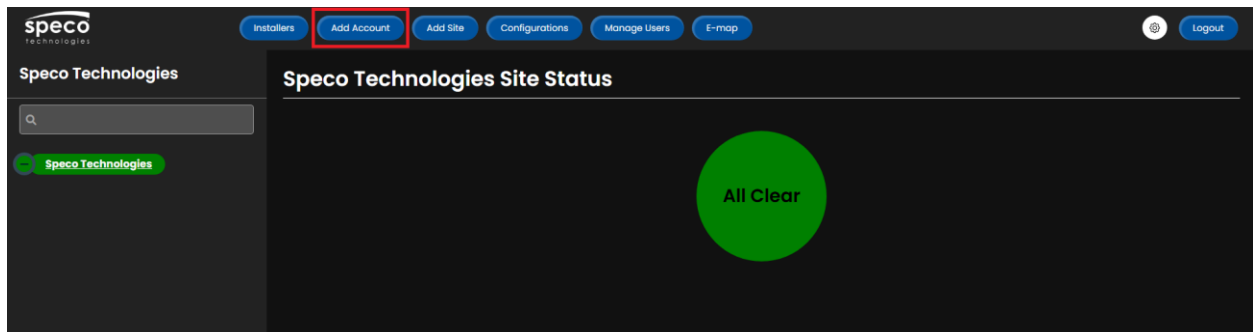 speco
technologies
Installers
Add Account
Add Site
Configurations
Manage Users
E-map
Logout
Speco Technologies
Speco Technologies Site Status
Speco Technologies
All Clear